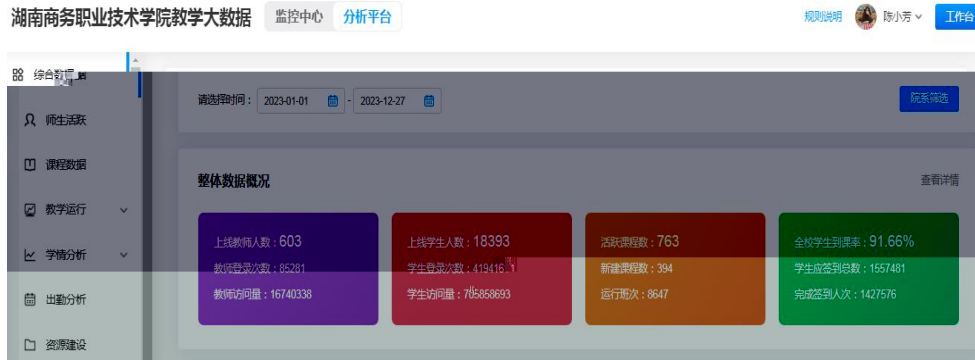 湖南商务职业技术学院教学大数据 监控中心 分析平台 规则说明 陈小芳 工作台
综合数据
请选择时间: 2023-01-01 - 2023-12-27 院系筛选
师生活跃
课程数据
整体数据概况 查看详情
教学运行
上线教师人数:603 上线学生人数:18393 活跃课程数:763 全校学生到课率:91.66%
学情分析
教师登录次数:85281 学生登录次数: 新建课程数:394 学生应签到总数:1557481
教师访问量:16740338 学生访问量:705858693 运行班次:8647 完成签到人次:1427576
出勤分析
资源建设